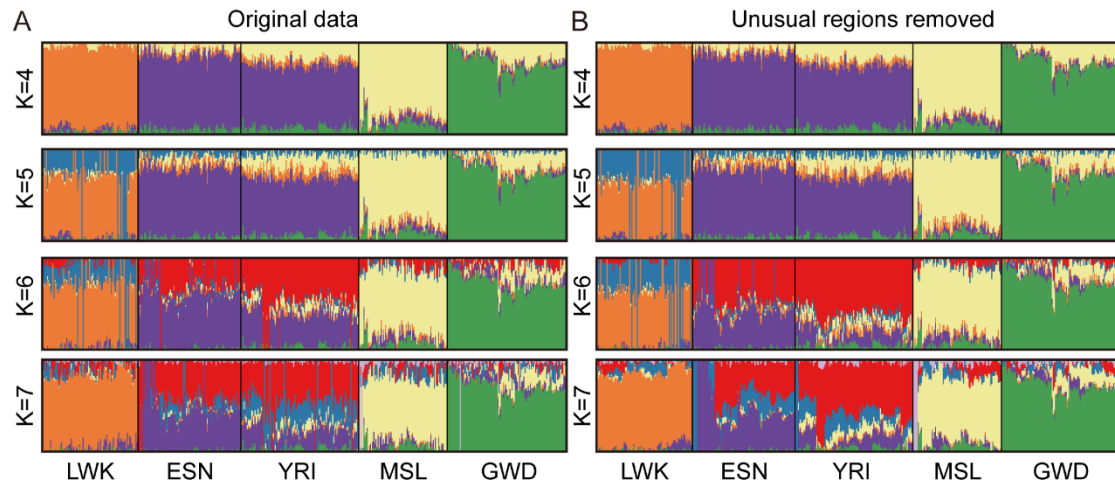 A Original data
B Unusual regions removed
K=4
K=5
K=6
K=7
LWK ESN YRI MSL GWD
K=4
K=5
K=6
K=7
LWK ESN YRI MSL GWD